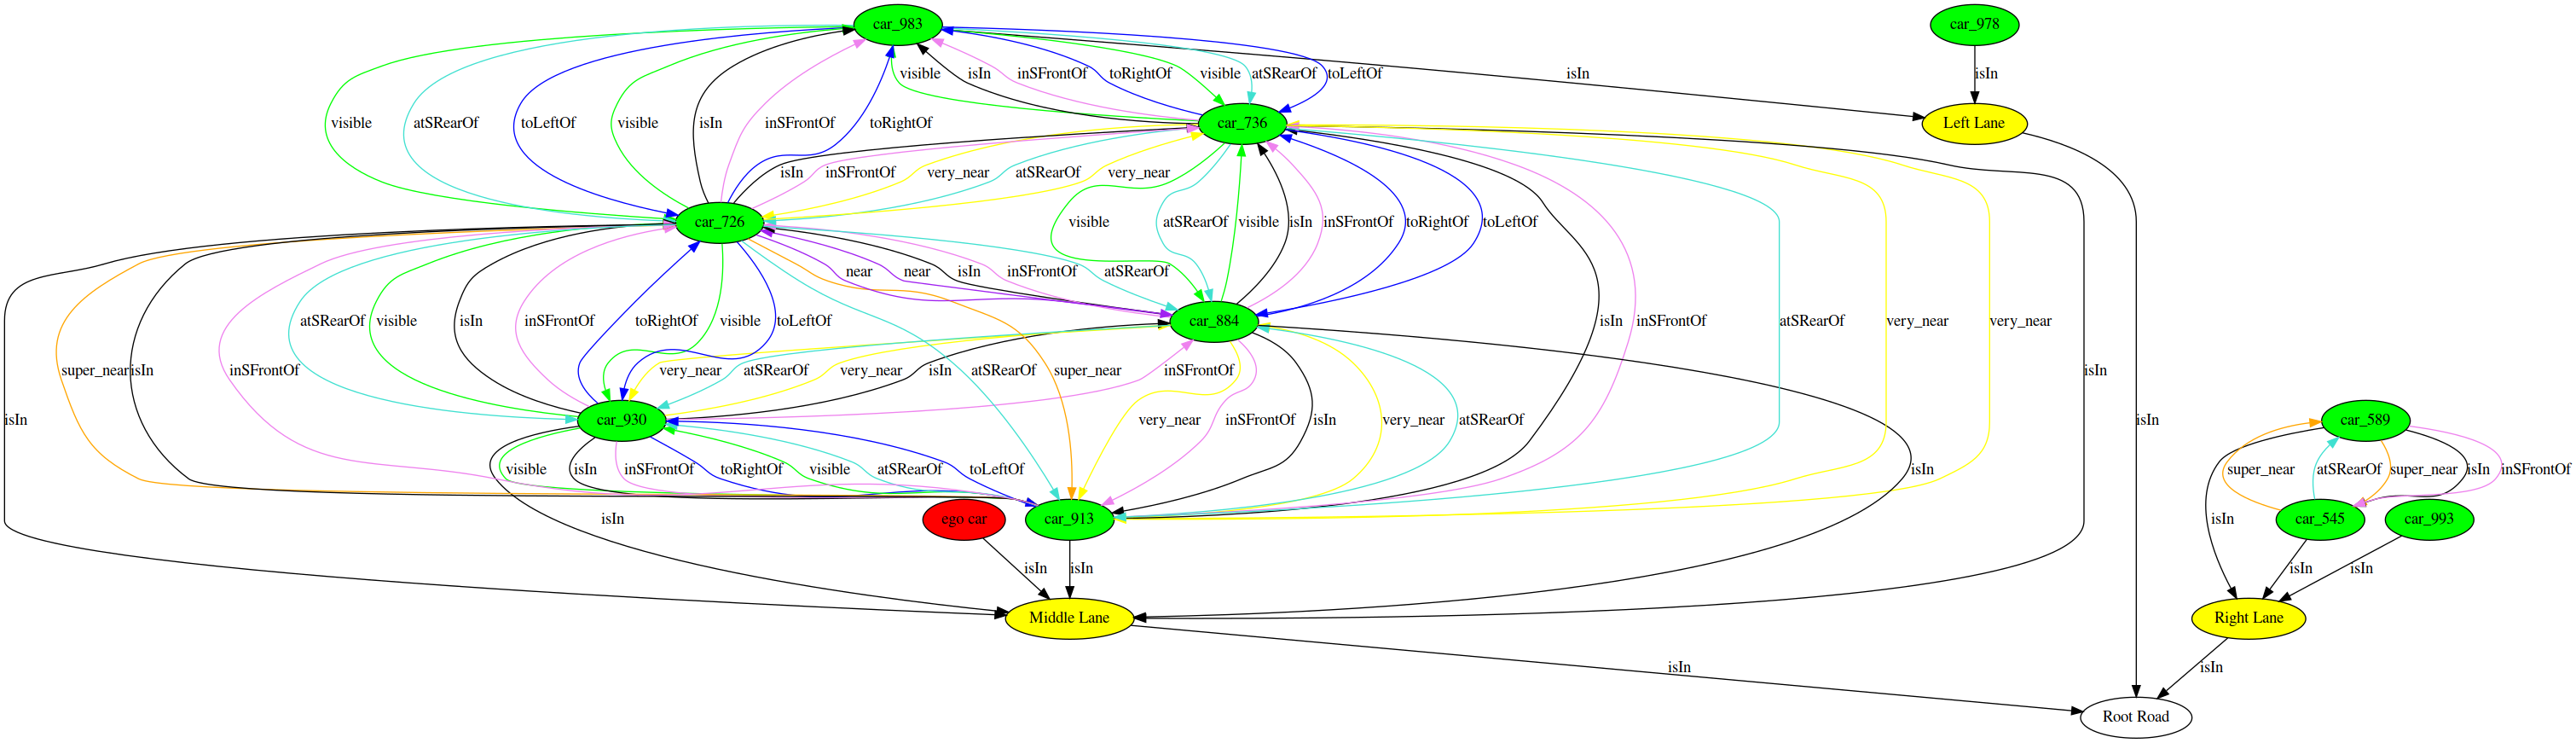 car_983
car_978
visible
isIn
inSFrontOf
toRightOf
visible
atSRearOf
toLeftOf
isIn
isIn
visible
atSRearOf
toLeftOf
visible
isIn
inSFrontOf
toRightOf
car_736
Left Lane
isIn
inSFrontOf
very_near
atSRearOf
very_near
car_726
visible
atSRearOf
visible
isIn
inSFrontOf
toRightOf
toLeftOf
near
near
isIn
inSFrontOf
atSRearOf
atSRearOf
visible
isIn
inSFrontOf
toRightOf
visible
toLeftOf
car_884
isIn
inSFrontOf
atSRearOf
very_near
very_near
super_near
isIn
inSFrontOf
very_near
atSRearOf
very_near
isIn
atSRearOf
super_near
inSFrontOf
isIn
isIn
car_930
very_near
inSFrontOf
isIn
very_near
atSRearOf
isIn
car_589
visible
isIn
inSFrontOf
toRightOf
visible
atSRearOf
toLeftOf
isIn
super_near
atSRearOf
super_near
isIn
inSFrontOf
isIn
ego car
car_913
isIn
car_545
car_993
isIn
isIn
isIn
isIn
Middle Lane
Right Lane
isIn
isIn
Root Road